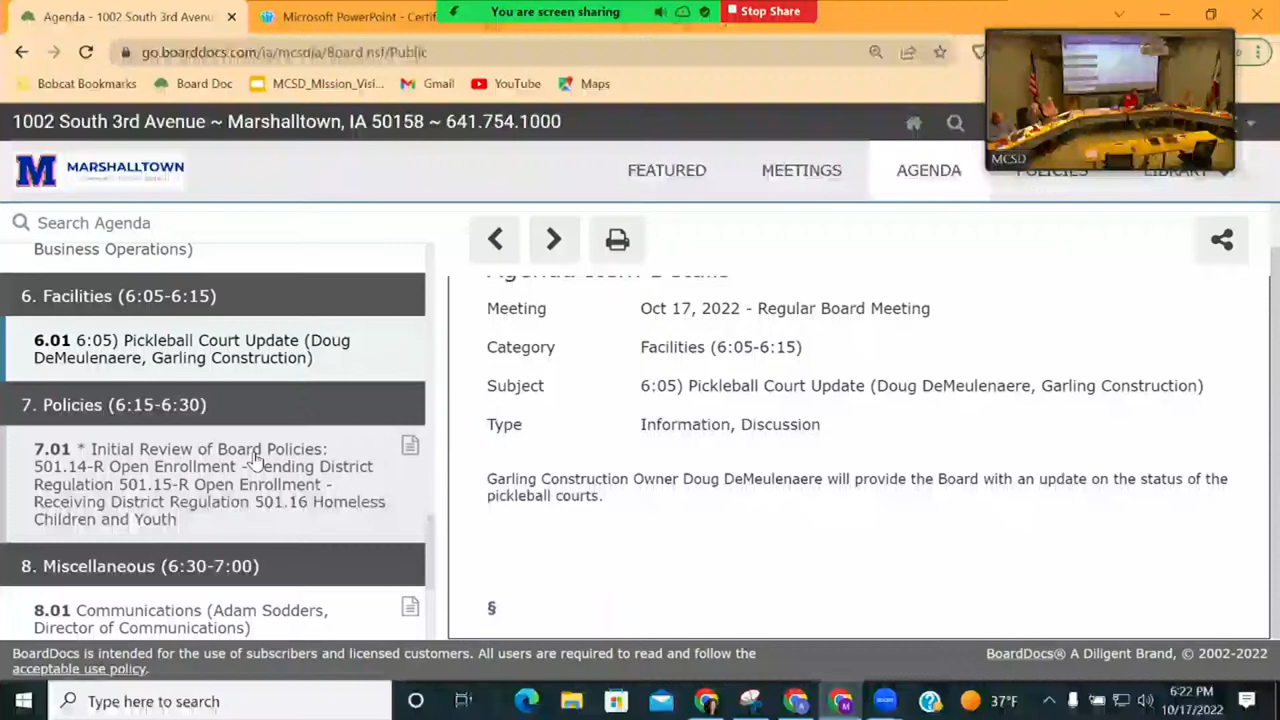 Agenda - 1002 South 3rd Avenu
Microsoft PowerPoint - Certif
You are screen sharing
Stop Share
go.boarddocs.com/ia/mcsdia/Board.nsf/Public
Bobcat Bookmarks
Board Doc
MCSD_MIssion_Visi...
Gmail
YouTube
Maps
1002 South 3rd Avenue ~ Marshalltown, IA 50158 ~ 641.754.1000
MCSD
M MARSHALLTOWN
FEATURED
MEETINGS
AGENDA
POLICIES
LIBRARY
Search Agenda
Business Operations)
6. Facilities (6:05-6:15)
6.01 6:05) Pickleball Court Update (Doug
DeMeulenaere, Garling Construction)
7. Policies (6:15-6:30)
7.01 * Initial Review of Board Policies:
501.14-R Open Enrollment - Sending District
Regulation 501.15-R Open Enrollment -
Receiving District Regulation 501.16 Homeless
Children and Youth
8. Miscellaneous (6:30-7:00)
8.01 Communications (Adam Sodders,
Director of Communications)
Agenda Item Details
Meeting Oct 17, 2022 - Regular Board Meeting
Category Facilities (6:05-6:15)
Subject 6:05) Pickleball Court Update (Doug DeMeulenaere, Garling Construction)
Type Information, Discussion
Garling Construction Owner Doug DeMeulenaere will provide the Board with an update on the status of the
pickleball courts.
§
BoardDocs is intended for the use of subscribers and licensed customers. All users are required to read and follow the
acceptable use policy.
BoardDocs® A Diligent Brand, © 2002-2022
Type here to search
37°F
6:22 PM
10/17/2022